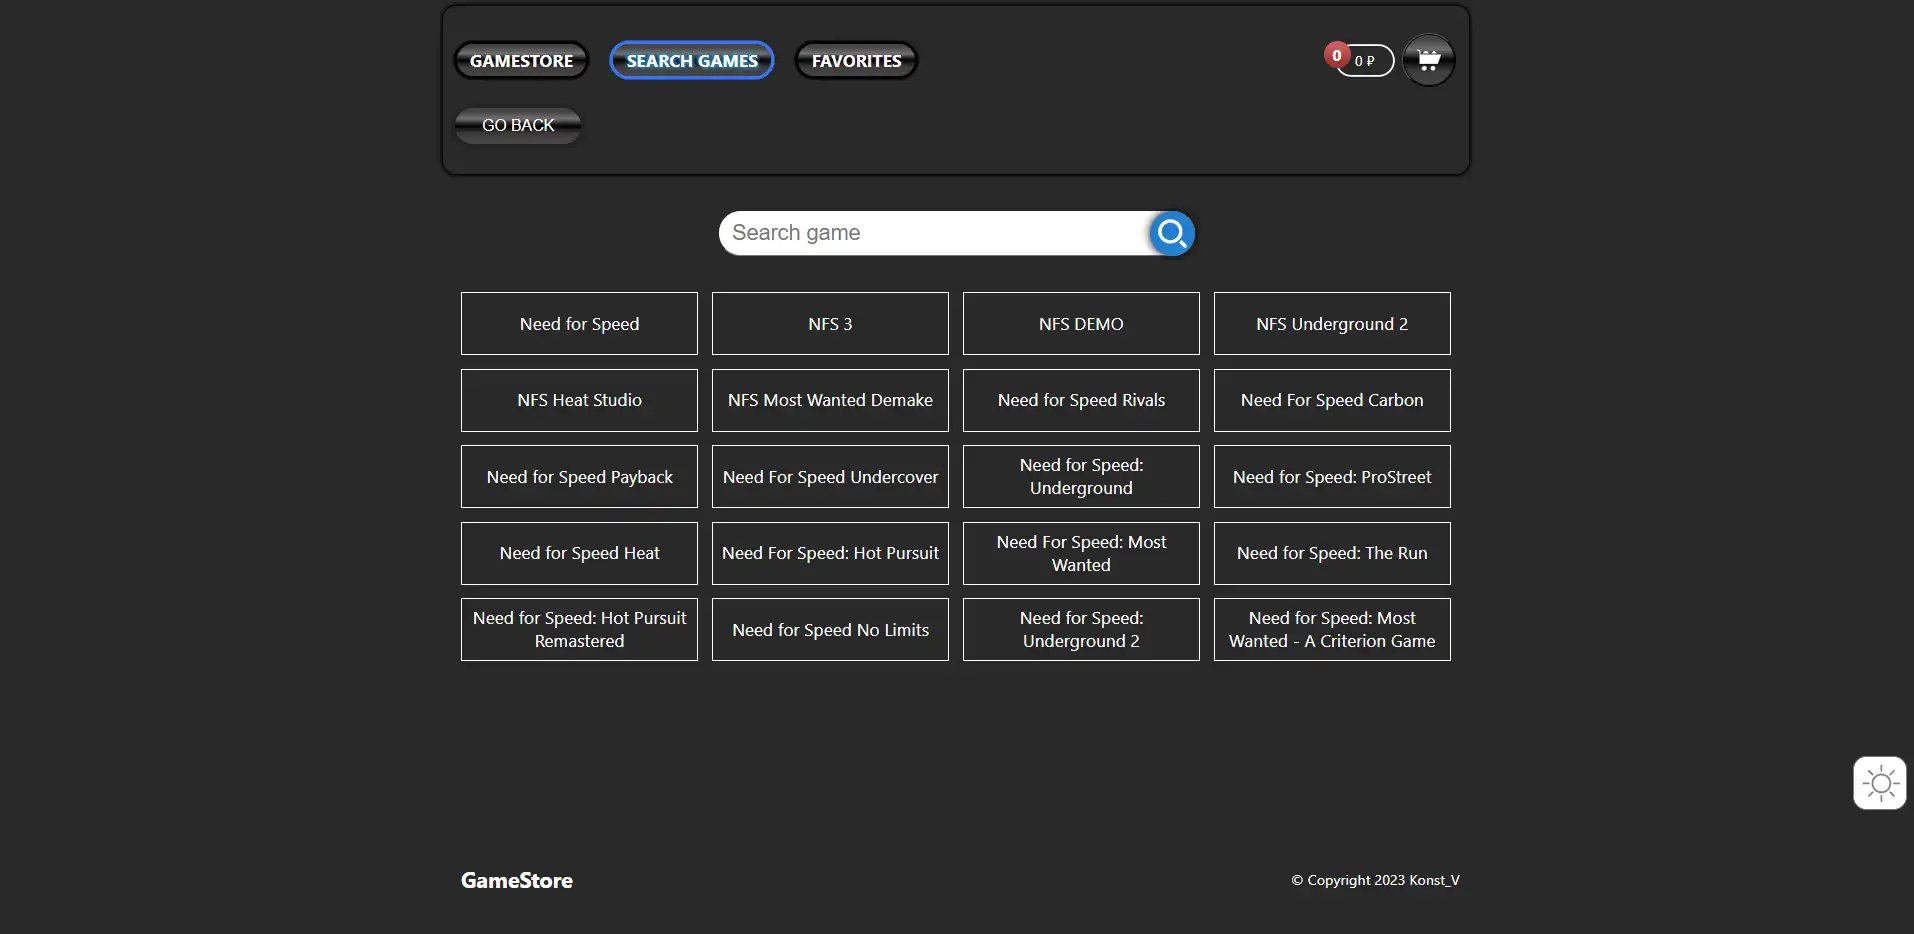 GAMESTORE
SEARCH GAMES
FAVORITES
0
0 ₽
GO BACK
Search game
Need for Speed
NFS 3
NFS DEMO
NFS Underground 2
NFS Heat Studio
NFS Most Wanted Demake
Need for Speed Rivals
Need For Speed Carbon
Need for Speed Payback
Need For Speed Undercover
Need for Speed:
Underground
Need for Speed: ProStreet
Need for Speed Heat
Need For Speed: Hot Pursuit
Need For Speed: Most
Wanted
Need for Speed: The Run
Need for Speed: Hot Pursuit
Remastered
Need for Speed No Limits
Need for Speed:
Underground 2
Need for Speed: Most
Wanted - A Criterion Game
GameStore
© Copyright 2023 Konst_V